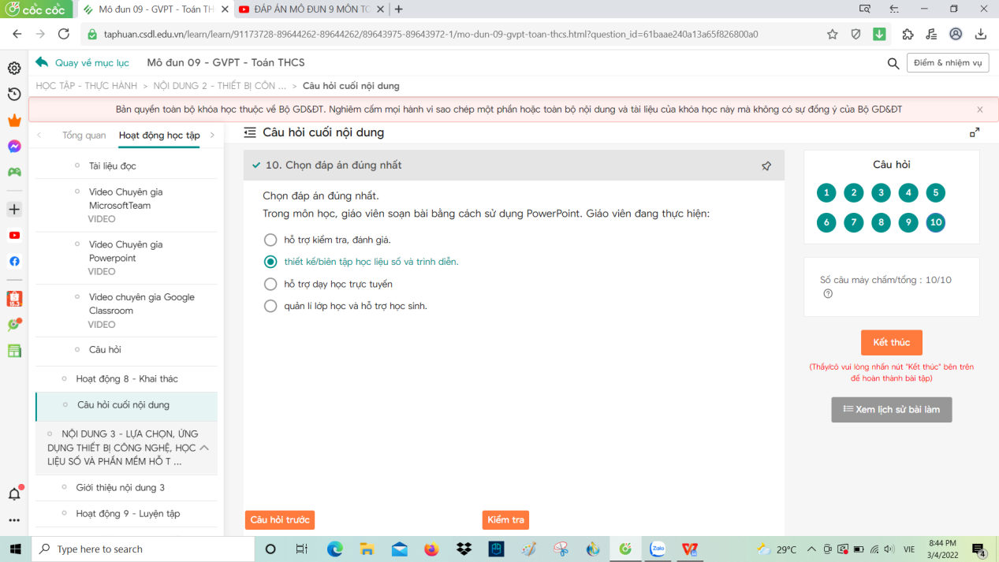 cốc cốc
Mô đun 09 - GVPT - Toán TH
ĐÁP ÁN MÔ ĐUN 9 MÔN TO
taphuan.csdl.edu.vn/learn/learn/91173728-89644262-89644262/89643975-89643972-1/mo-dun-09-gvpt-toan-thcs.html?question_id=61baae240a13a65f826800a0
Quay về mục lục
Mô đun 09 - GVPT - Toán THCS
Điểm & nhiệm vụ
HỌC TẬP - THỰC HÀNH > NỘI DUNG 2 - THIẾT BỊ CÔN ... > Câu hỏi cuối nội dung
Bản quyền toàn bộ khóa học thuộc về Bộ GD&ĐT. Nghiêm cấm mọi hành vi sao chép một phần hoặc toàn bộ nội dung và tài liệu của khóa học này mà không có sự đồng ý của Bộ GD&ĐT
Tổng quan
Hoạt động học tập
Tài liệu đọc
Video Chuyên gia
MicrosoftTeam
VIDEO
Video Chuyên gia
Powerpoint
VIDEO
Video chuyên gia Google
Classroom
VIDEO
Câu hỏi
Hoạt động 8 - Khai thác
Câu hỏi cuối nội dung
NỘI DUNG 3 - LỰA CHỌN, ỨNG
DỤNG THIẾT BỊ CÔNG NGHỆ, HỌC
LIỆU SỐ VÀ PHẦN MỀM HỖ T ...
Giới thiệu nội dung 3
Hoạt động 9 - Luyện tập
Câu hỏi cuối nội dung
10. Chọn đáp án đúng nhất
Chọn đáp án đúng nhất.
Trong môn học, giáo viên soạn bài bằng cách sử dụng PowerPoint. Giáo viên đang thực hiện:
hỗ trợ kiểm tra, đánh giá.
thiết kế/biên tập học liệu số và trình diễn.
hỗ trợ dạy học trực tuyến
quản lí lớp học và hỗ trợ học sinh.
Câu hỏi trước
Kiểm tra
Câu hỏi
1 2 3 4 5
6 7 8 9 10
Số câu máy chấm/tổng : 10/10
Kết thúc
(Thầy/cô vui lòng nhấn nút "Kết thúc" bên trên
để hoàn thành bài tập)
Xem lịch sử bài làm
15.3
Type here to search
Zalo
29°C
VIE
8:44 PM
3/4/2022
4